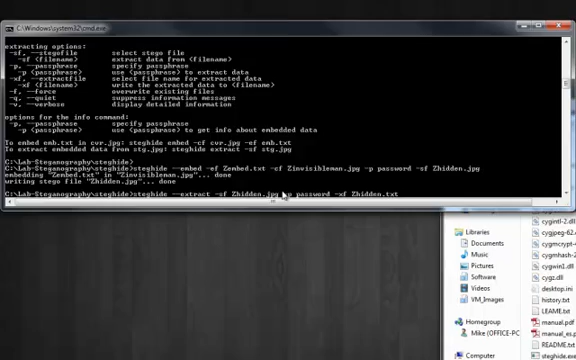 C:\Windows\system32\cmd.exe
extracting options:
-sf, --stegofile select stego file
-sf (filename) extract data from (filename)
-p, --passphrase specify passphrase
-p (passphrase) use (passphrase) to extract data
-xf, --extractfile select file name for extracted data
-xf (filename) write the extracted data to (filename)
-f, --force overwrite existing files
-q, --quiet suppress information messages
-v, --verbose display detailed information
options for the info command:
-p, --passphrase specify passphrase
-p (passphrase) use (passphrase) to get info about embedded data
To embed emb.txt in cvr.jpg: steghide embed -cf cvr.jpg -ef emb.txt
To extract embedded data from stg.jpg: steghide extract -sf stg.jpg
C:\Lab-Steganography\steghide>
C:\Lab-Steganography\steghide>steghide --embed -ef Zembed.txt -cf Zinvisibleman.jpg -p password -sf Zhidden.jpg
embedding "Zembed.txt" in "Zinvisibleman.jpg"... done
writing stego file "Zhidden.jpg"... done
C:\Lab-Steganography\steghide>steghide --extract -sf Zhidden.jpg -p password -xf Zhidden.txt
Libraries
Documents
Music
Pictures
Software
Videos
VM_Images
Homegroup
Mike (OFFICE-PC
Computer
cygintl-2.dll
cygjpeg-62.
cygmcrypt-4
cygmhash-2
cygwin1.dll
cygz.dll
desktop.ini
history.txt
LEAME.txt
manual.pdf
manual_es.p
README.txt
steghide.ex